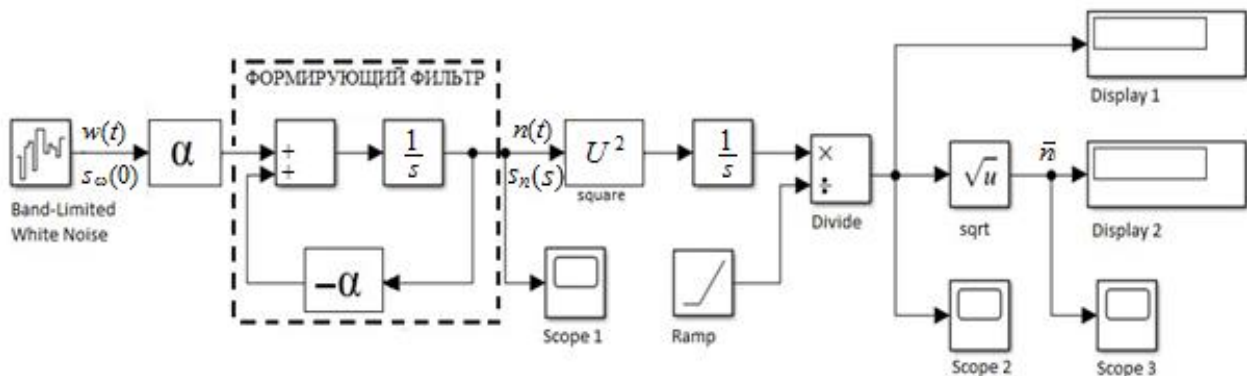 ФОРМИРУЮЩИЙ ФИЛЬТР
w(t)
s_ω(0)
Band-Limited
White Noise
α
+
+
1/s
−α
n(t)
s_n(s)
U²
square
1/s
Scope 1
Ramp
×
÷
Divide
√u
sqrt
n̄
Display 1
Display 2
Scope 2
Scope 3